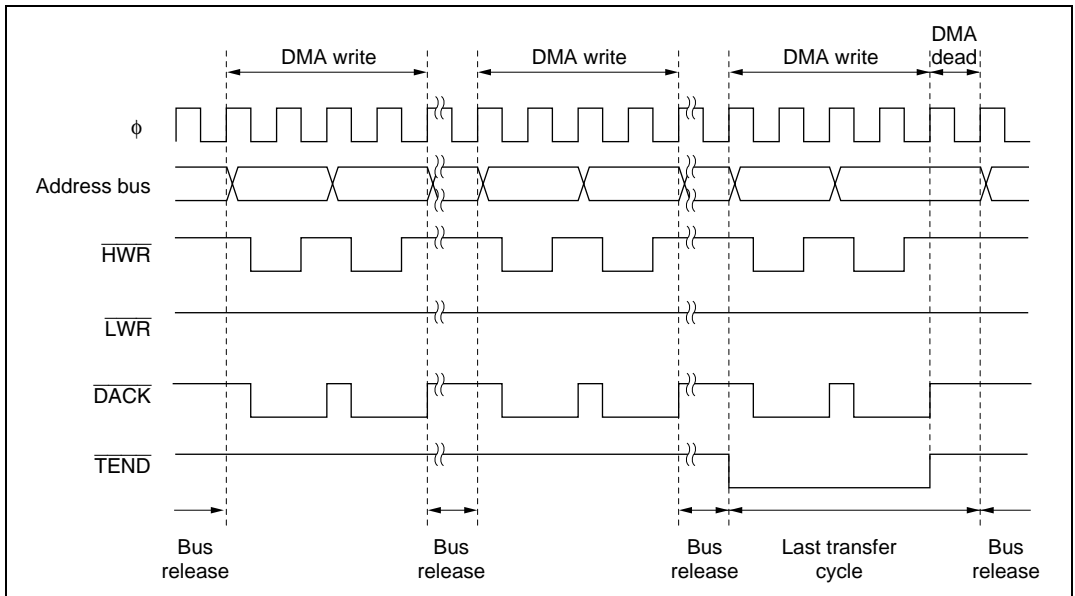 DMA write
DMA write
DMA write
DMA
dead
ϕ
Address bus
HWR
LWR
DACK
TEND
Bus
release
Bus
release
Bus
release
Last transfer
cycle
Bus
release